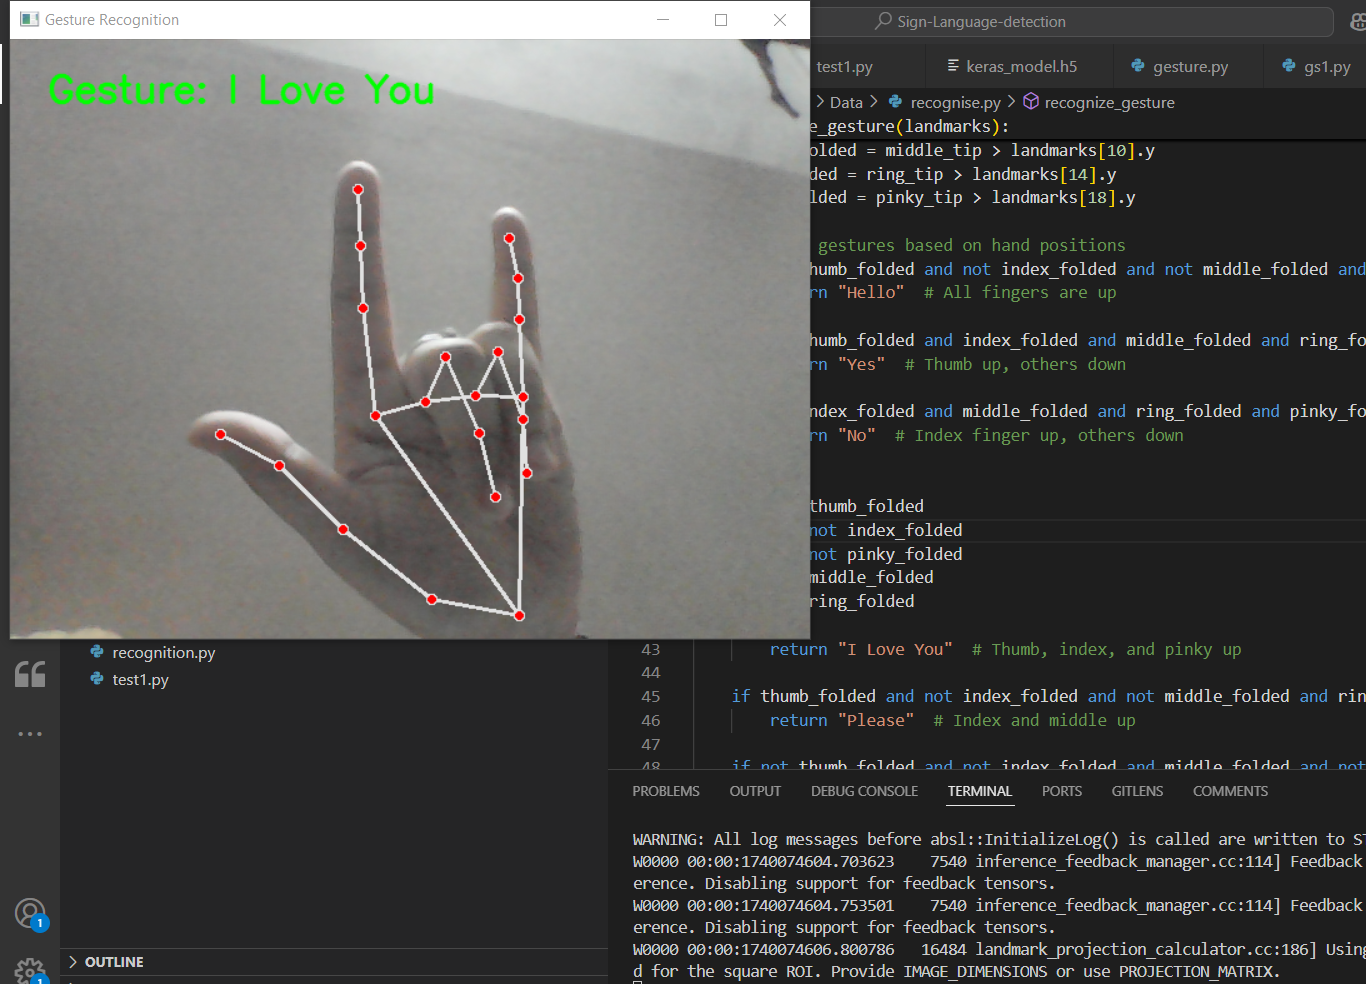 Gesture Recognition
Gesture: I Love You
Sign-Language-detection
test1.py
keras_model.h5
gesture.py
gs1.py
Data
recognise.py
recognize_gesture
e_gesture(landmarks):
olded = middle_tip > landmarks[10].y
ded = ring_tip > landmarks[14].y
lded = pinky_tip > landmarks[18].y
gestures based on hand positions
humb_folded and not index_folded and not middle_folded and
rn "Hello" # All fingers are up
humb_folded and index_folded and middle_folded and ring_fo
rn "Yes" # Thumb up, others down
ndex_folded and middle_folded and ring_folded and pinky_fo
rn "No" # Index finger up, others down
thumb_folded
not index_folded
not pinky_folded
middle_folded
ring_folded
43 return "I Love You" # Thumb, index, and pinky up
44
45 if thumb_folded and not index_folded and not middle_folded and rin
46 return "Please" # Index and middle up
47
48 if not thumb_folded and not index_folded and middle_folded and not
recognition.py
test1.py
OUTLINE
1
1
PROBLEMS
OUTPUT
DEBUG CONSOLE
TERMINAL
PORTS
GITLENS
COMMENTS
WARNING: All log messages before absl::InitializeLog() is called are written to ST
W0000 00:00:1740074604.703623 7540 inference_feedback_manager.cc:114] Feedback
erence. Disabling support for feedback tensors.
W0000 00:00:1740074604.753501 7540 inference_feedback_manager.cc:114] Feedback
erence. Disabling support for feedback tensors.
W0000 00:00:1740074606.800786 16484 landmark_projection_calculator.cc:186] Using
d for the square ROI. Provide IMAGE_DIMENSIONS or use PROJECTION_MATRIX.